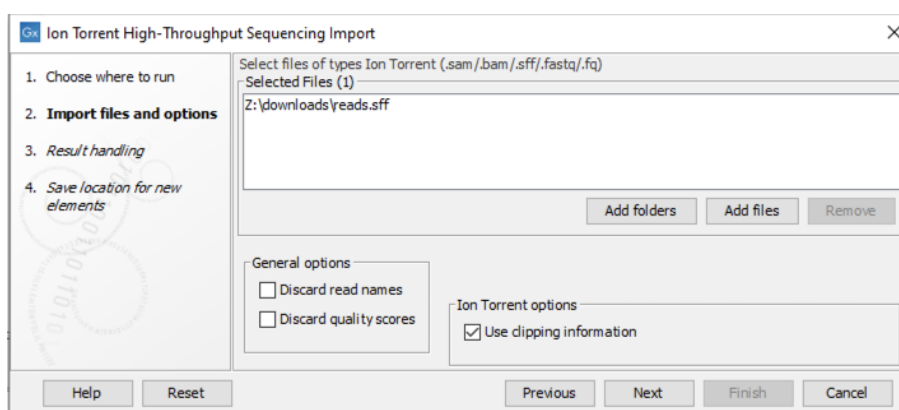 Gx Ion Torrent High-Throughput Sequencing Import
1. Choose where to run
2. Import files and options
3. Result handling
4. Save location for new
elements
Select files of types Ion Torrent (.sam/.bam/.sff/.fastq/.fq)
Selected Files (1)
Z:\downloads\reads.sff
Add folders Add files Remove
General options
Discard read names
Discard quality scores
Ion Torrent options
Use clipping information
Help Reset Previous Next Finish Cancel